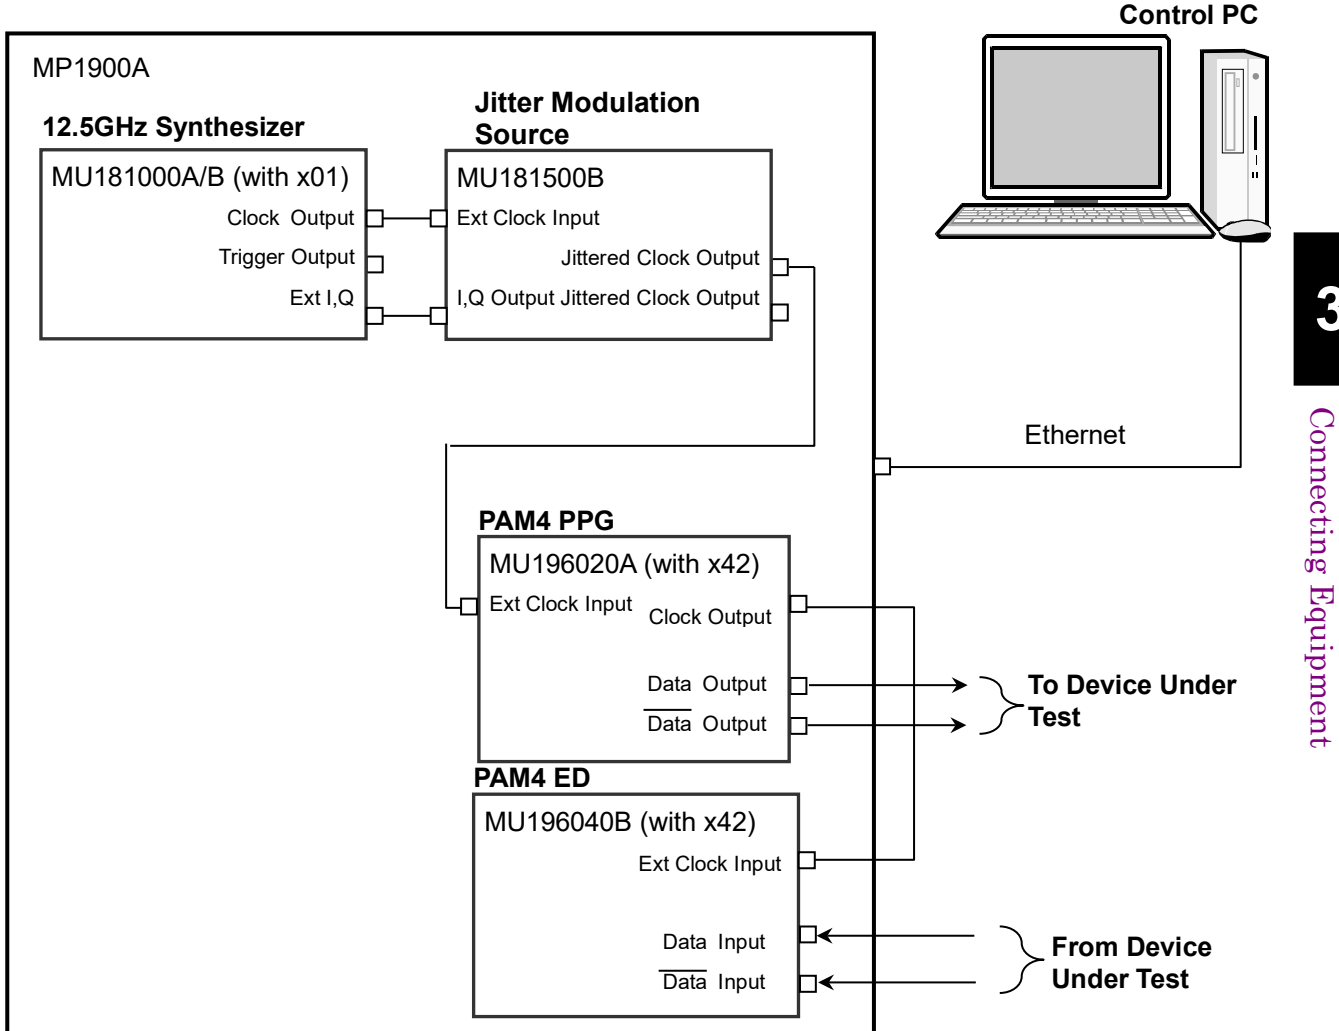 Control PC
MP1900A
12.5GHz Synthesizer
MU181000A/B (with x01)
Clock Output
Trigger Output
Ext I,Q
Jitter Modulation
Source
MU181500B
Ext Clock Input
Jittered Clock Output
I,Q Output Jittered Clock Output
Ethernet
3
Connecting Equipment
PAM4 PPG
MU196020A (with x42)
Ext Clock Input
Clock Output
Data Output
Data Output
To Device Under
Test
PAM4 ED
MU196040B (with x42)
Ext Clock Input
Data Input
Data Input
From Device
Under Test